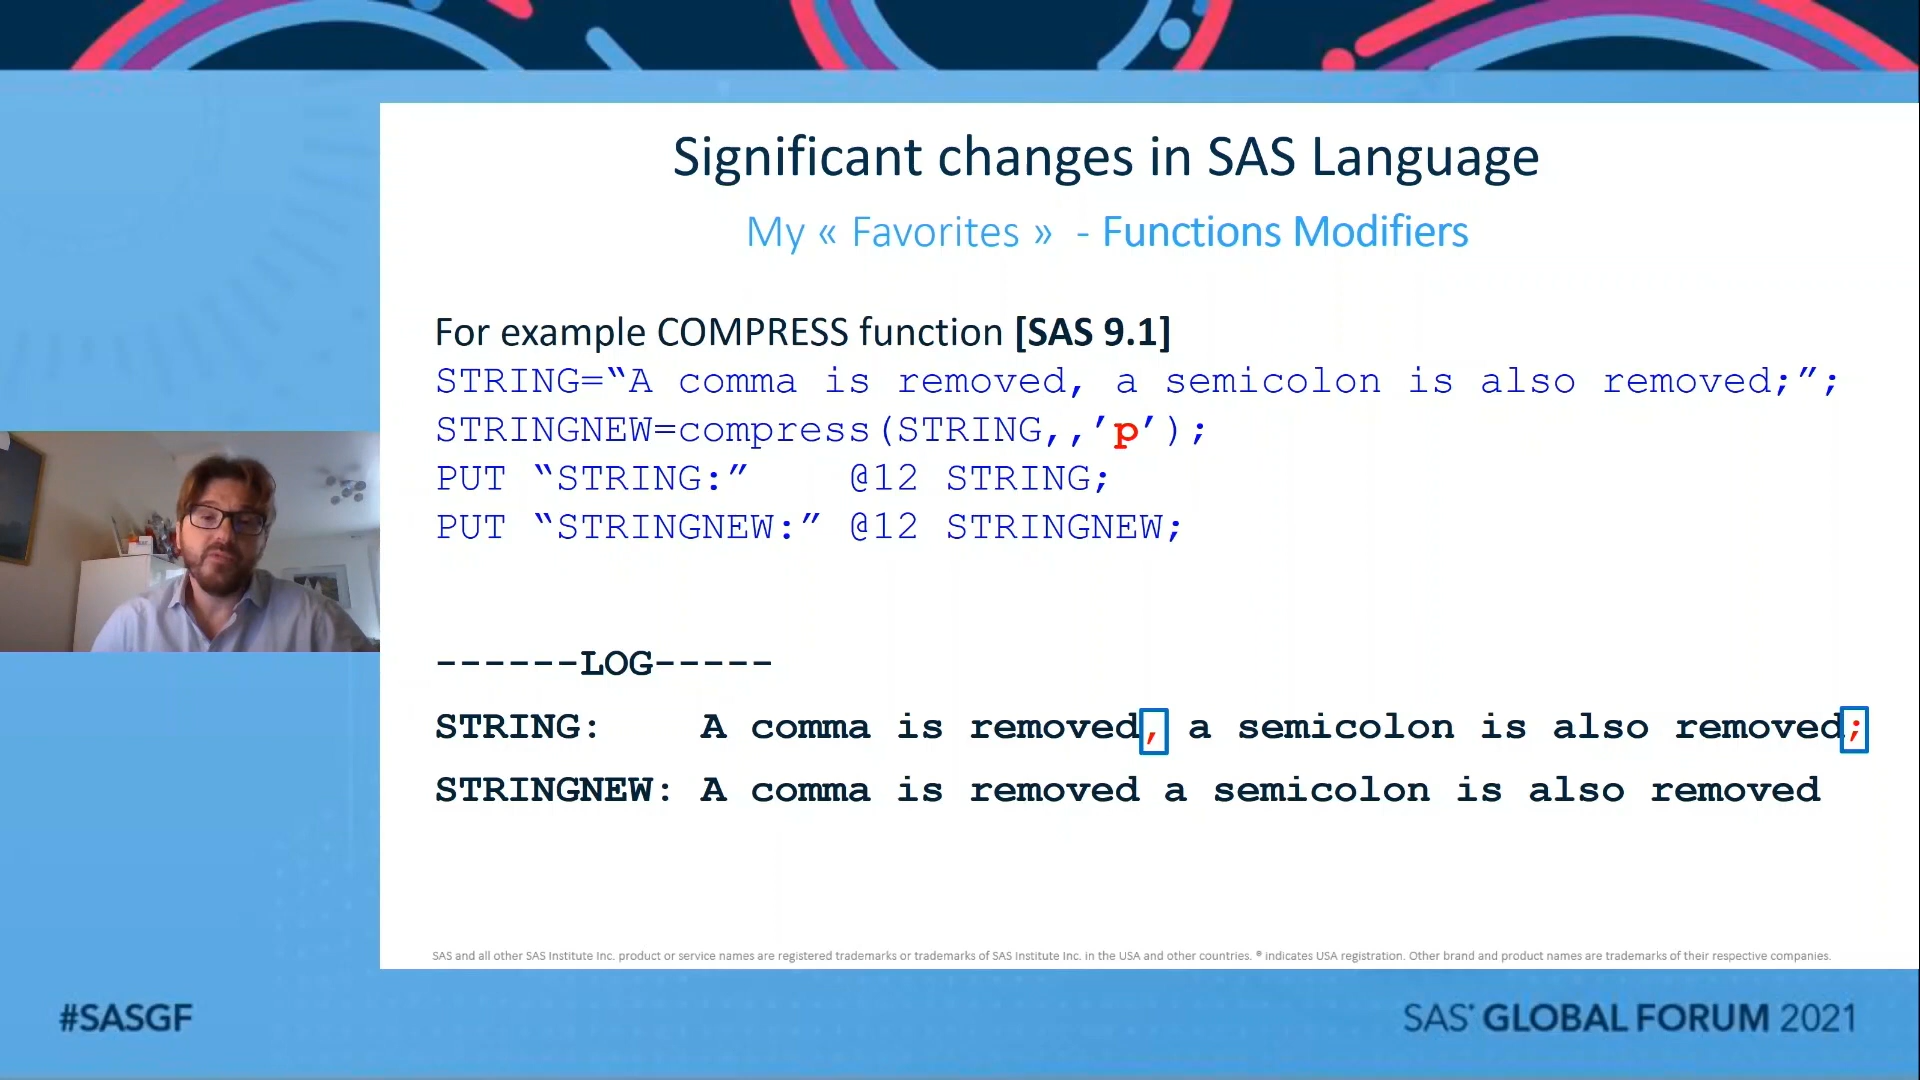 Significant changes in SAS Language
My « Favorites » - Functions Modifiers
For example COMPRESS function [SAS 9.1]
STRING=“A comma is removed, a semicolon is also removed;”;
STRINGNEW=compress(STRING,,’p’);
PUT “STRING:” @12 STRING;
PUT “STRINGNEW:” @12 STRINGNEW;
------LOG-----
STRING: A comma is removed, a semicolon is also removed;
STRINGNEW: A comma is removed a semicolon is also removed
SAS and all other SAS Institute Inc. product or service names are registered trademarks or trademarks of SAS Institute Inc. in the USA and other countries. ® indicates USA registration. Other brand and product names are trademarks of their respective companies.
#SASGF
SAS® GLOBAL FORUM 2021